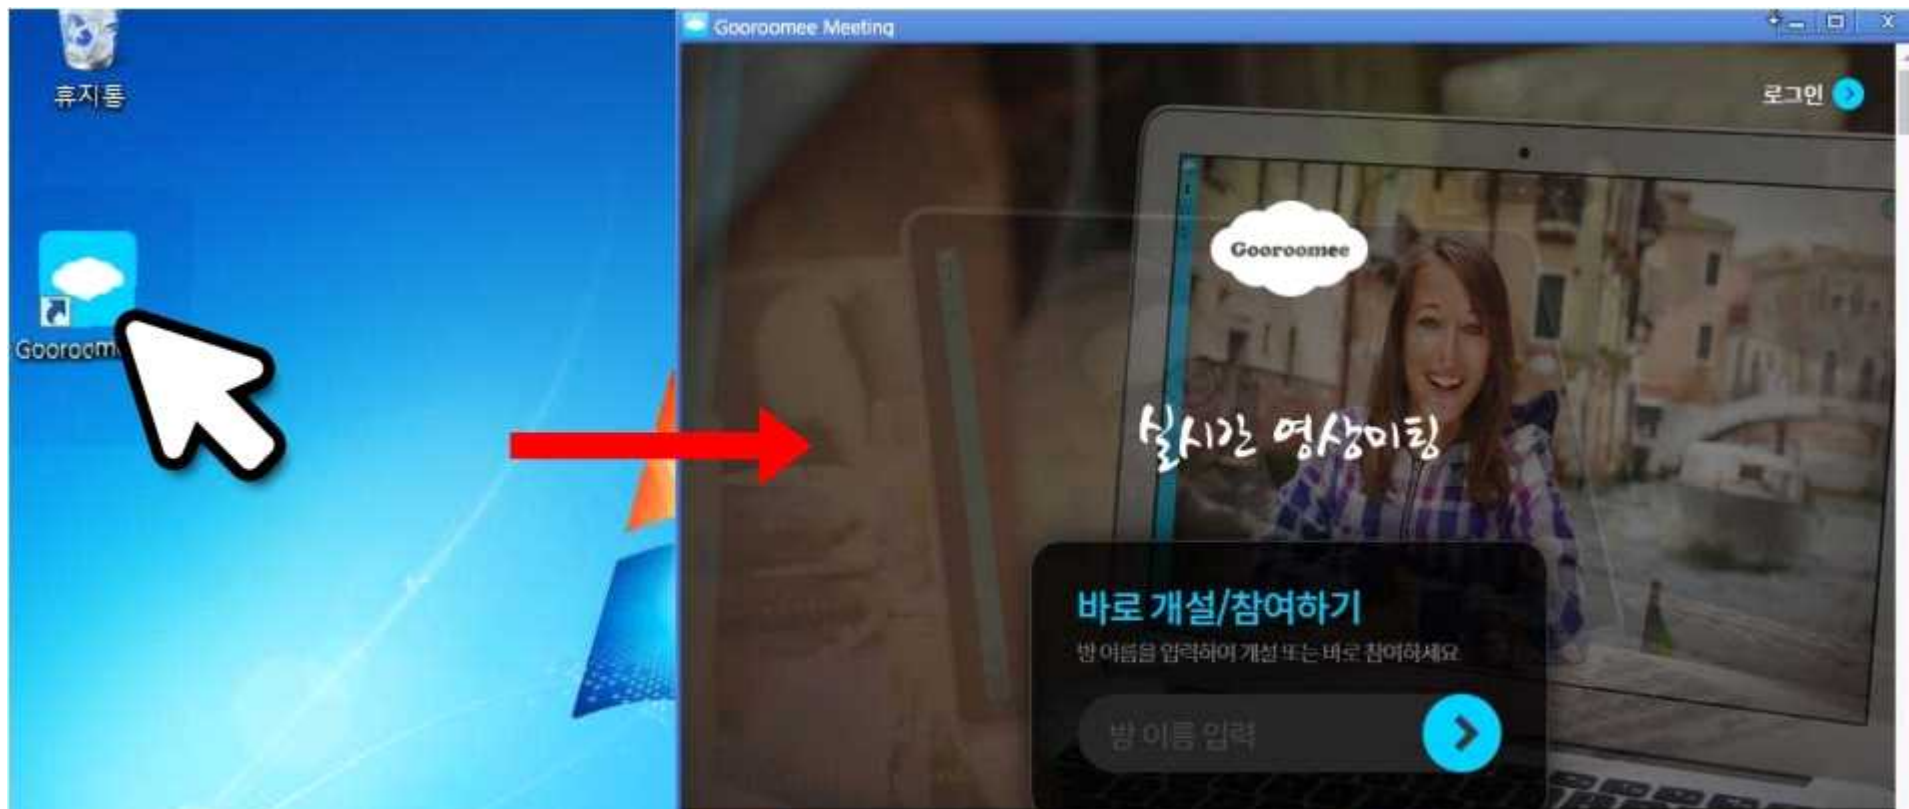 휴지통
Gooroom
Gooroomee Meeting
로그인
Gooroomee
실시간 영상미팅
바로 개설/참여하기
방 이름을 입력하여 개설 또는 바로 참여하세요
방 이름 입력